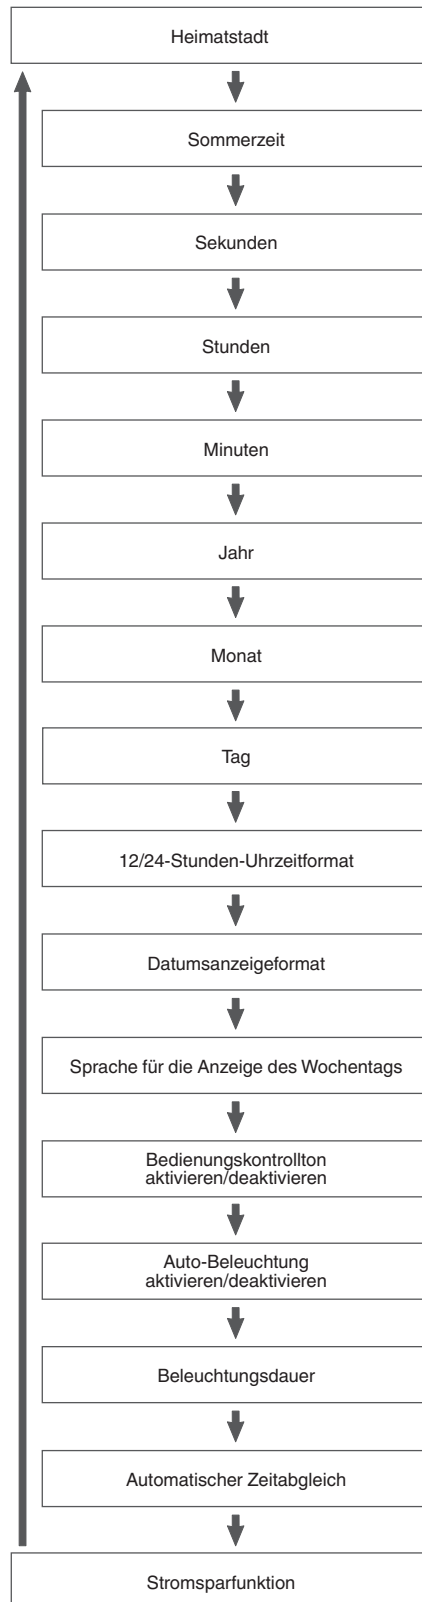 Heimatstadt
Sommerzeit
Sekunden
Stunden
Minuten
Jahr
Monat
Tag
12/24-Stunden-Uhrzeitformat
Datumsanzeigeformat
Sprache für die Anzeige des Wochentags
Bedienungskontrollton
aktivieren/deaktivieren
Auto-Beleuchtung
aktivieren/deaktivieren
Beleuchtungsdauer
Automatischer Zeitabgleich
Stromsparfunktion